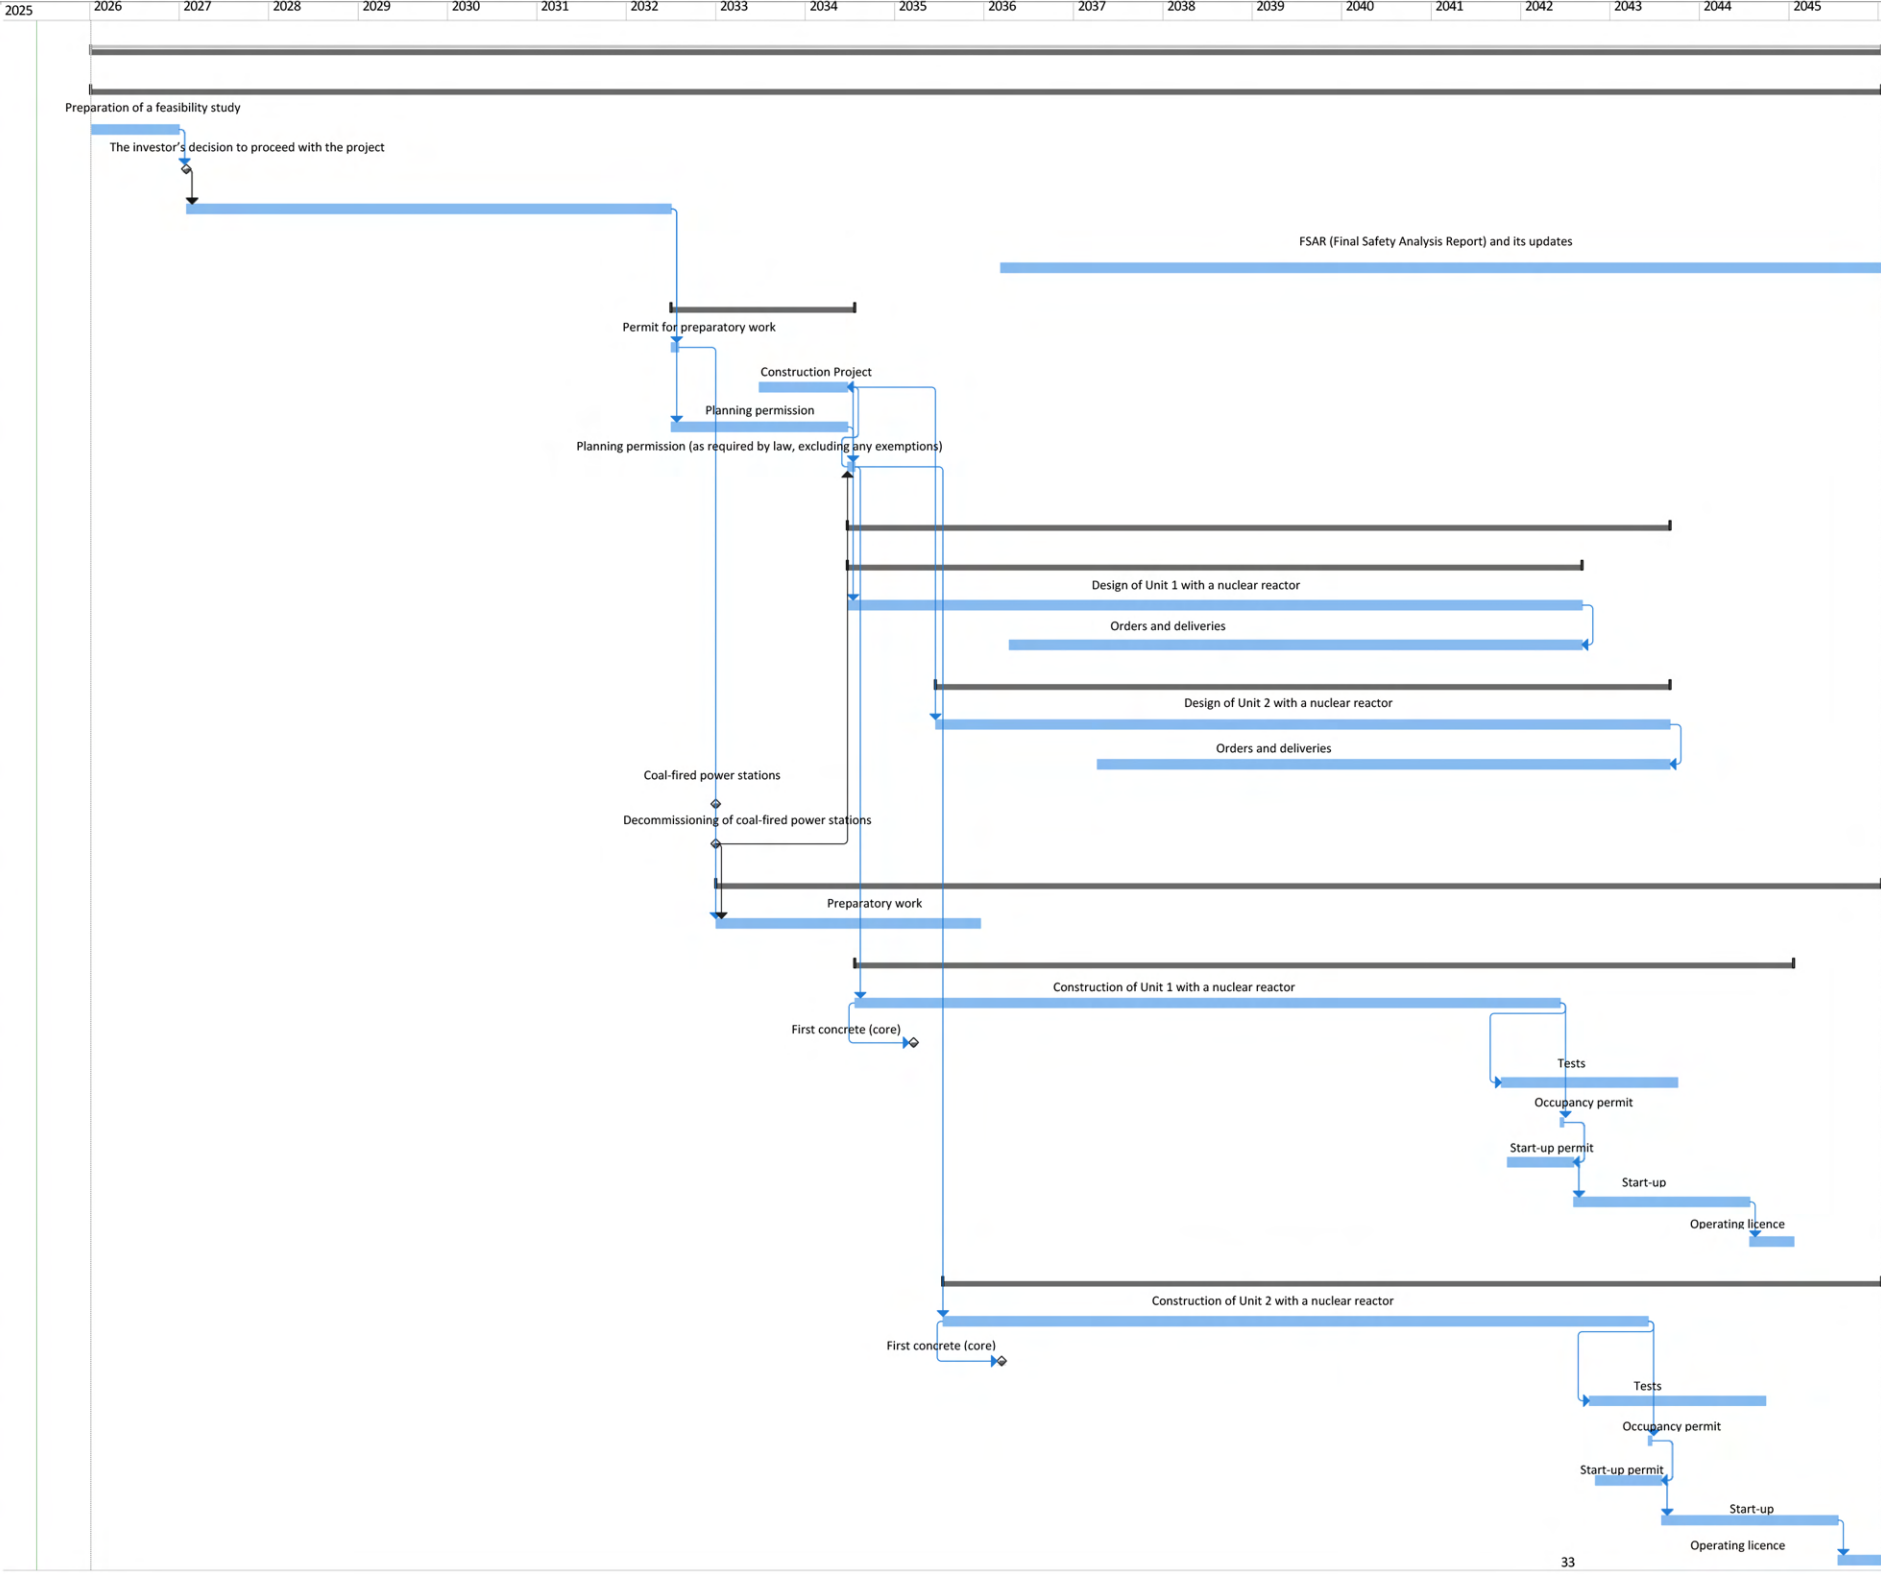 2025 2026 2027 2028 2029 2030 2031 2032 2033 2034 2035 2036 2037 2038 2039 2040 2041 2042 2043 2044 2045
Preparation of a feasibility study
The investor's decision to proceed with the project
FSAR (Final Safety Analysis Report) and its updates
Permit for preparatory work
Construction Project
Planning permission
Planning permission (as required by law, excluding any exemptions)
Design of Unit 1 with a nuclear reactor
Orders and deliveries
Design of Unit 2 with a nuclear reactor
Orders and deliveries
Coal-fired power stations
Decommissioning of coal-fired power stations
Preparatory work
Construction of Unit 1 with a nuclear reactor
First concrete (core)
Tests
Occupancy permit
Start-up permit
Start-up
Operating licence
Construction of Unit 2 with a nuclear reactor
First concrete (core)
Tests
Occupancy permit
Start-up permit
Start-up
Operating licence
33